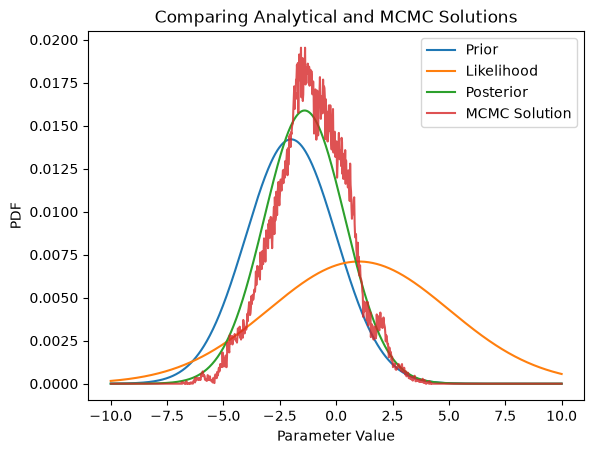 Comparing Analytical and MCMC Solutions
0.0200
0.0175
0.0150
0.0125
0.0100
0.0075
0.0050
0.0025
0.0000
PDF
Prior
Likelihood
Posterior
MCMC Solution
−10.0 −7.5 −5.0 −2.5 0.0 2.5 5.0 7.5 10.0
Parameter Value